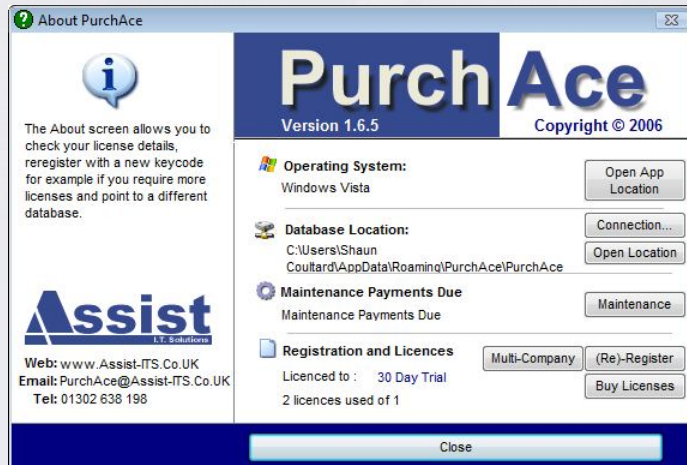 About PurchAce
The About screen allows you to
check your license details,
reregister with a new keycode
for example if you require more
licenses and point to a different
database.
Assist
I.T. Solutions
Web: www.Assist-ITS.Co.UK
Email: PurchAce@Assist-ITS.Co.UK
Tel: 01302 638 198
PurchAce
Version 1.6.5
Copyright © 2006
Operating System:
Windows Vista
Open App
Location
Database Location:
C:\Users\Shaun
Coultard\AppData\Roaming\PurchAce\PurchAce
Connection...
Open Location
Maintenance Payments Due
Maintenance Payments Due
Maintenance
Registration and Licences
Licenced to : 30 Day Trial
2 licences used of 1
Multi-Company
(Re)-Register
Buy Licenses
Close